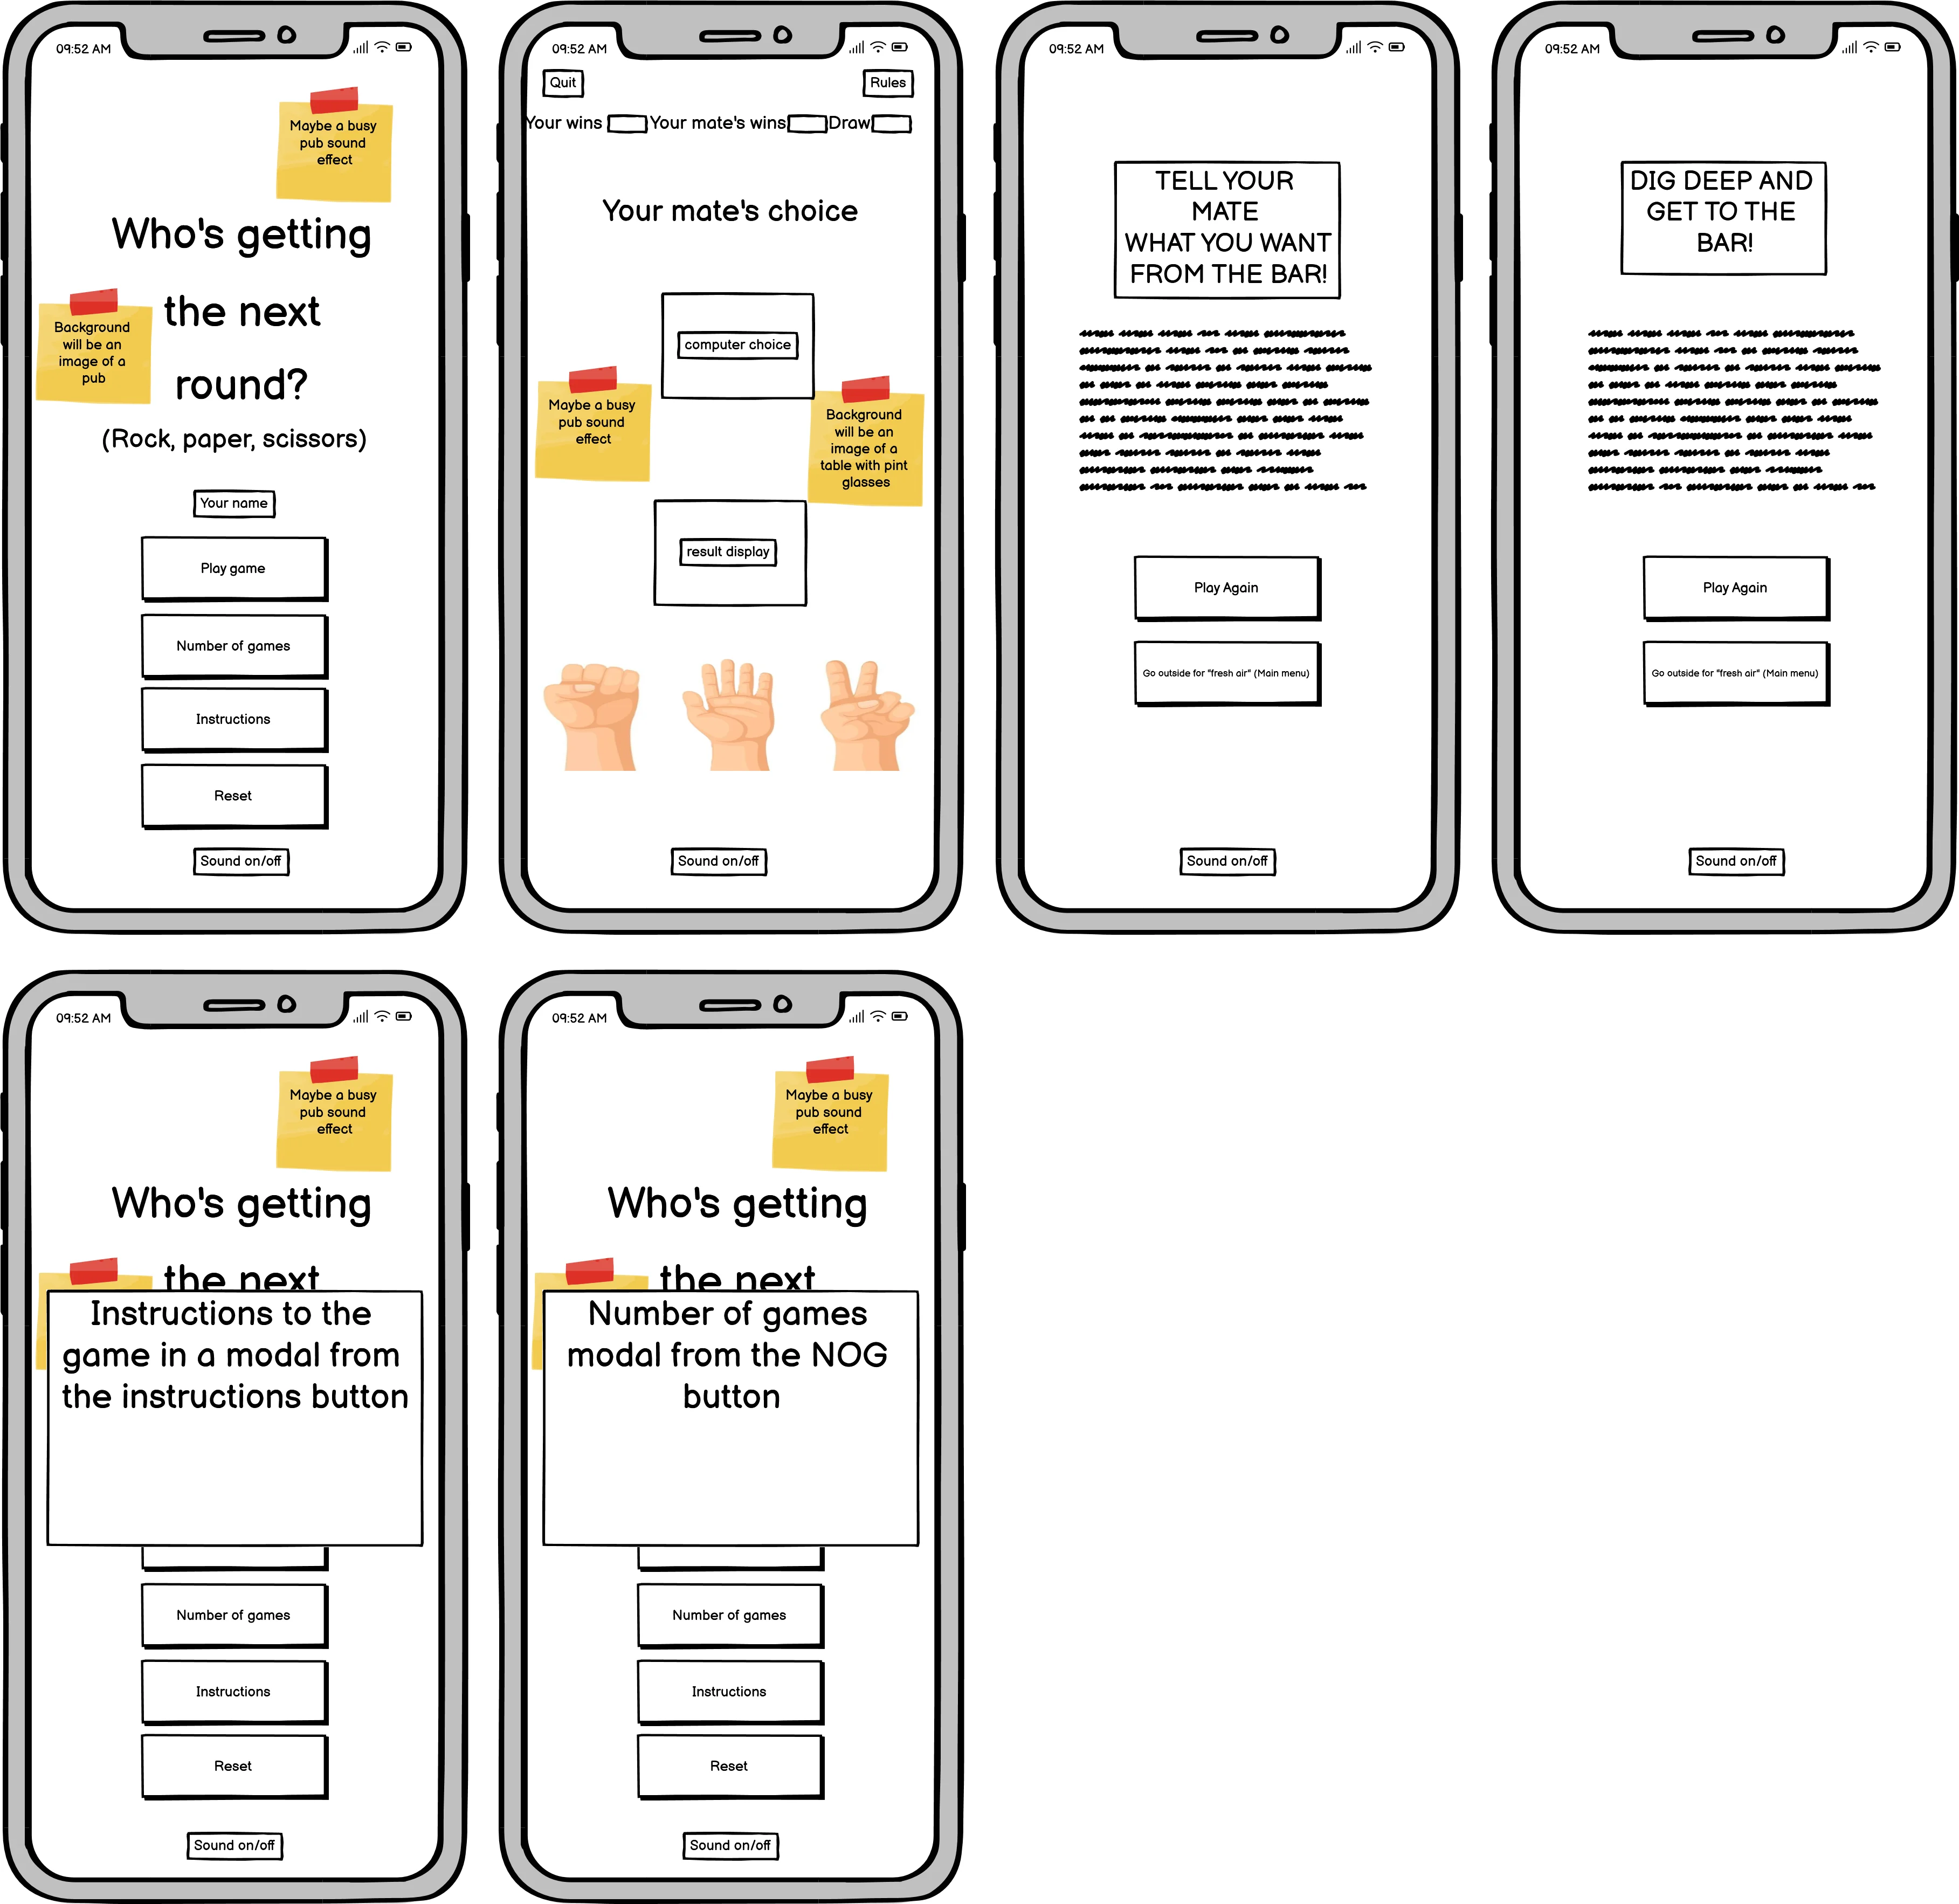 09:52 AM
Maybe a busy
pub sound
effect
Who's getting
the next
round?
Background
will be an
image of a
pub
(Rock, paper, scissors)
Your name
Play game
Number of games
Instructions
Reset
Sound on/off
09:52 AM
Quit
Rules
Your wins
Your mate's wins
Draw
Your mate's choice
computer choice
Maybe a busy
pub sound
effect
Background
will be an
image of a
table with pint
glasses
result display
Sound on/off
09:52 AM
TELL YOUR
MATE
WHAT YOU WANT
FROM THE BAR!
Play Again
Go outside for "fresh air" (Main menu)
Sound on/off
09:52 AM
DIG DEEP AND
GET TO THE
BAR!
Play Again
Go outside for "fresh air" (Main menu)
Sound on/off
09:52 AM
Maybe a busy
pub sound
effect
Who's getting
the next
Instructions to the
game in a modal from
the instructions button
Number of games
Instructions
Reset
Sound on/off
09:52 AM
Maybe a busy
pub sound
effect
Who's getting
the next
Number of games
modal from the NOG
button
Number of games
Instructions
Reset
Sound on/off